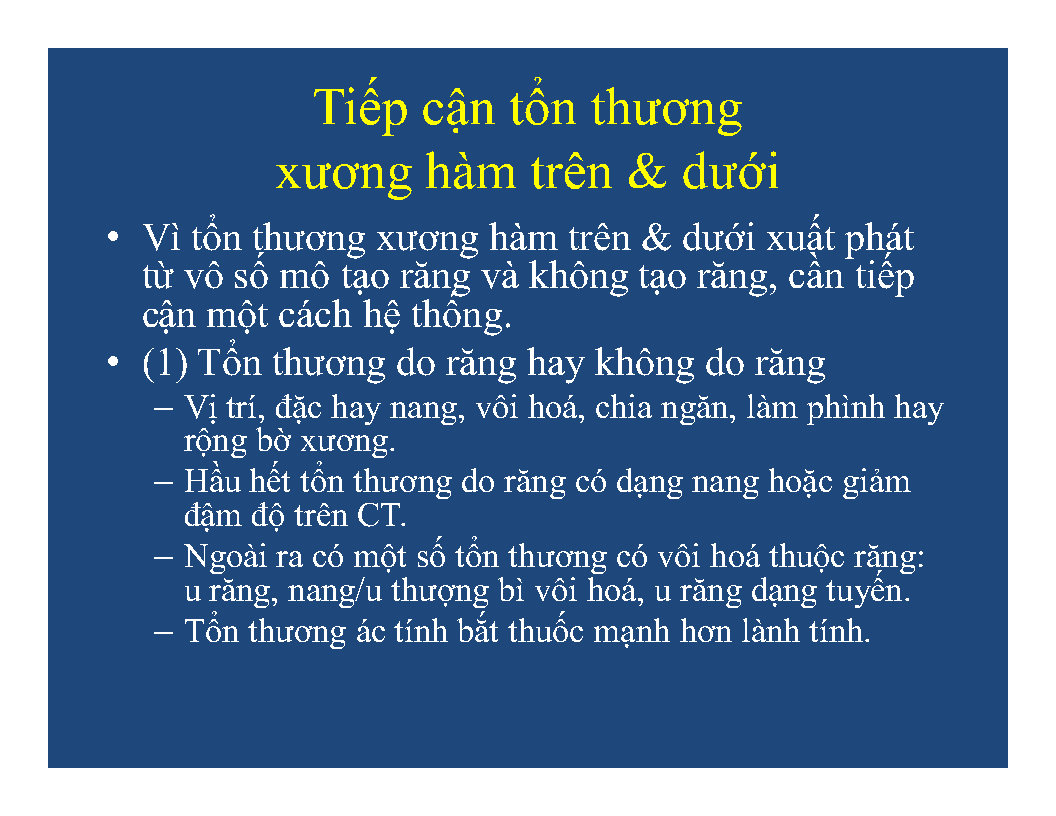 Tiếp cận tổn thương
xương hàm trên & dưới
• Vì tổn thương xương hàm trên & dưới xuất phát
từ vô số mô tạo răng và không tạo răng, cần tiếp
cận một cách hệ thống.
• (1) Tổn thương do răng hay không do răng
– Vị trí, đặc hay nang, vôi hoá, chia ngăn, làm phình hay
rộng bờ xương.
– Hầu hết tổn thương do răng có dạng nang hoặc giảm
đậm độ trên CT.
– Ngoài ra có một số tổn thương có vôi hoá thuộc răng:
u răng, nang/u thượng bì vôi hoá, u răng dạng tuyến.
– Tổn thương ác tính bắt thuốc mạnh hơn lành tính.